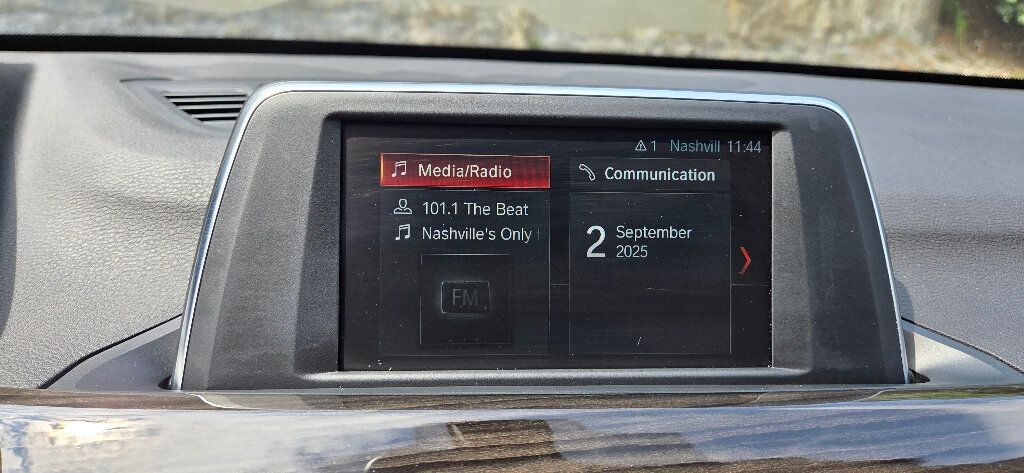 1 Nashvill 11:44
Media/Radio
101.1 The Beat
Nashville's Only
FM
Communication
2 September
2025